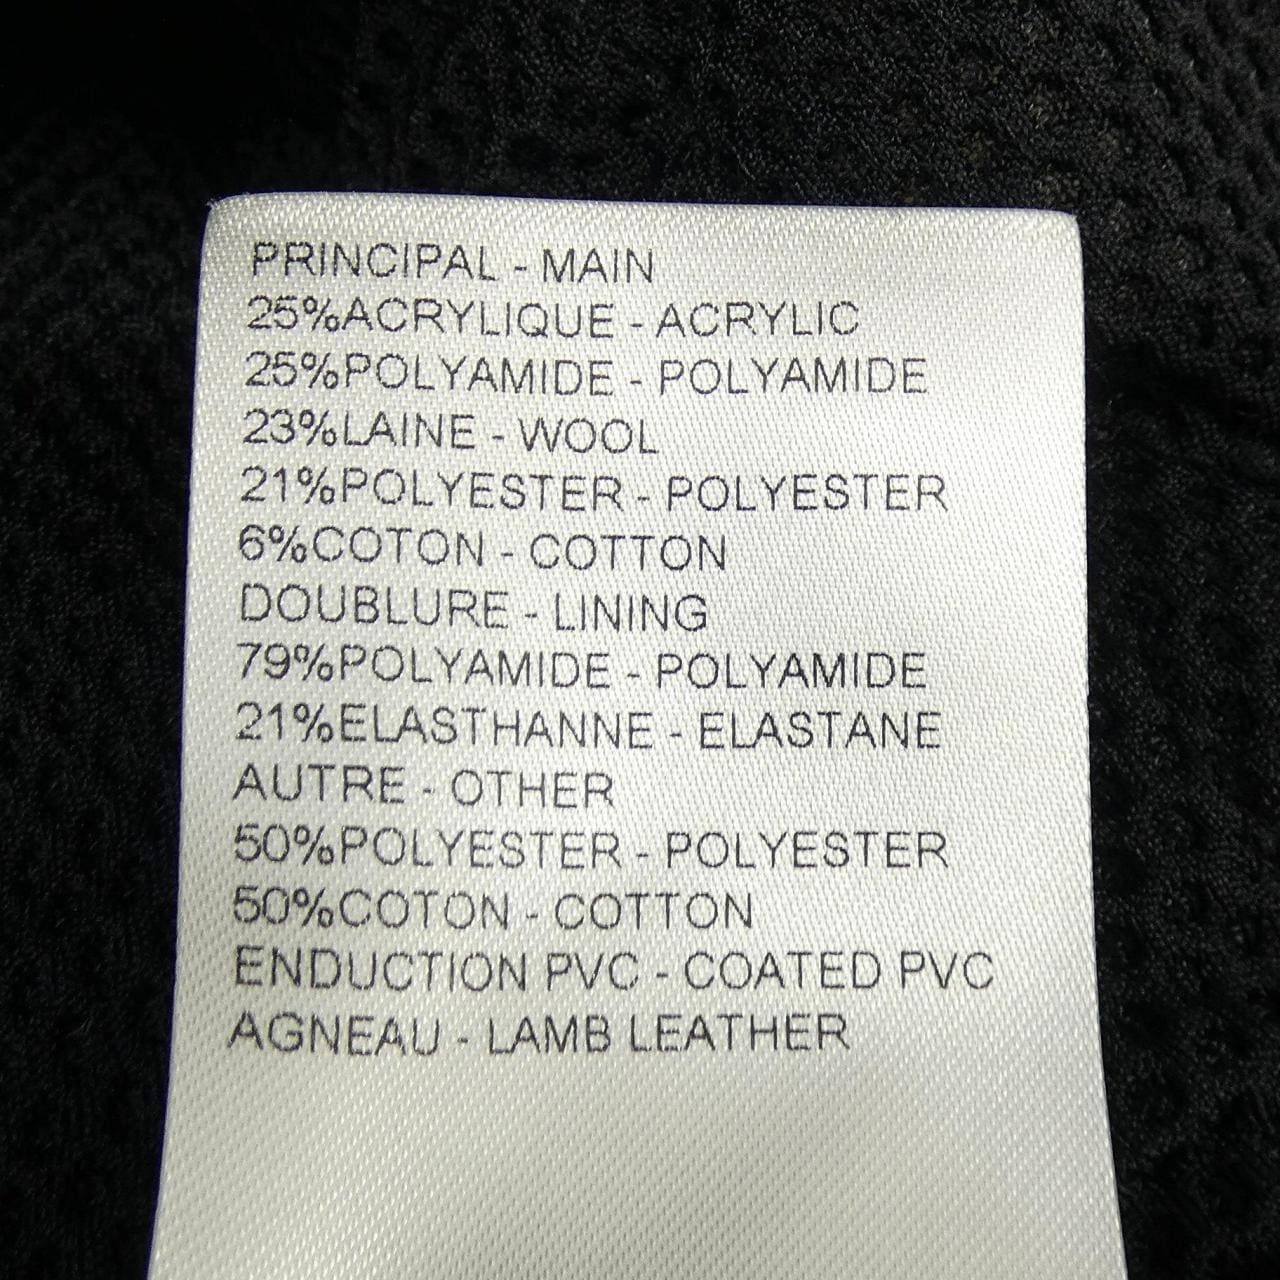 PRINCIPAL - MAIN
25%ACRYLIQUE - ACRYLIC
25%POLYAMIDE - POLYAMIDE
23%LAINE - WOOL
21%POLYESTER - POLYESTER
6%COTON - COTTON
DOUBLURE - LINING
79%POLYAMIDE - POLYAMIDE
21%ELASTHANNE - ELASTANE
AUTRE - OTHER
50%POLYESTER - POLYESTER
50%COTON - COTTON
ENDUCTION PVC - COATED PVC
AGNEAU - LAMB LEATHER